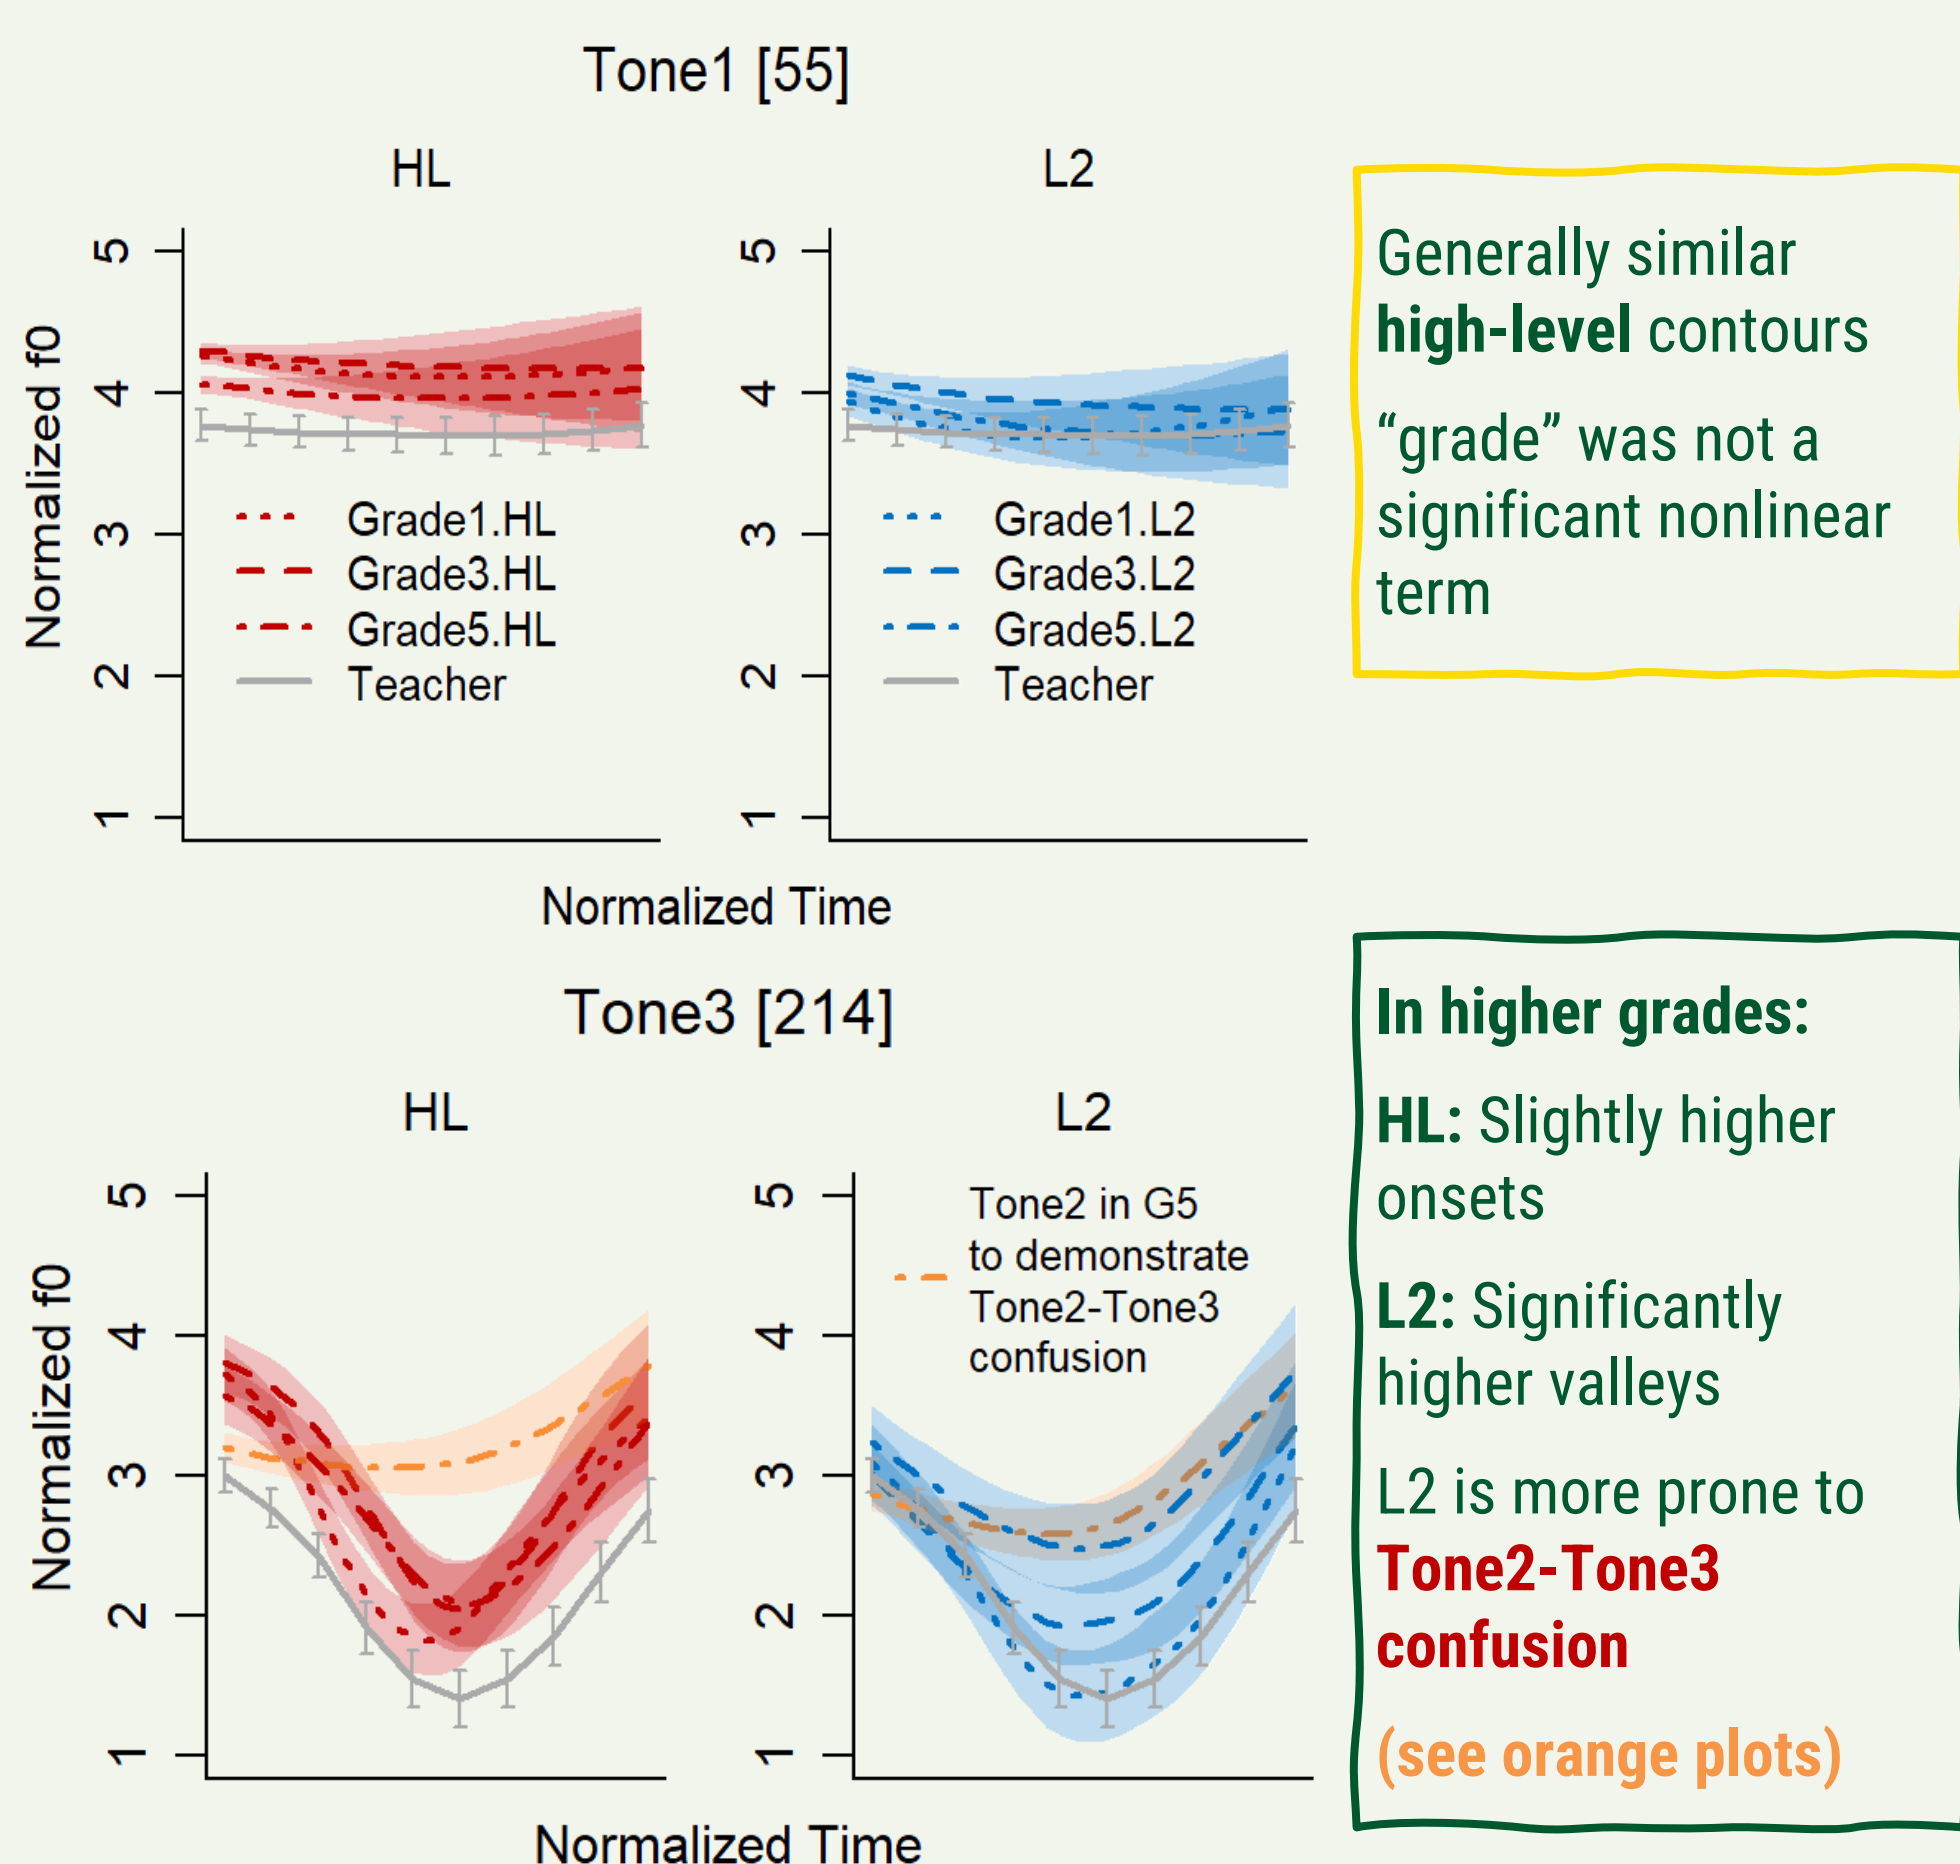 Tone1 [55]
HL
L2
Normalized f0
5
4
3
2
1
Grade1.HL
Grade3.HL
Grade5.HL
Teacher
5
4
3
2
1
Grade1.L2
Grade3.L2
Grade5.L2
Teacher
Normalized Time
Generally similar
high-level contours
“grade” was not a
significant nonlinear
term
Tone3 [214]
HL
L2
Normalized f0
5
4
3
2
1
5
4
3
2
1
Tone2 in G5
to demonstrate
Tone2-Tone3
confusion
Normalized Time
In higher grades:
HL: Slightly higher
onsets
L2: Significantly
higher valleys
L2 is more prone to
Tone2-Tone3
confusion
(see orange plots)